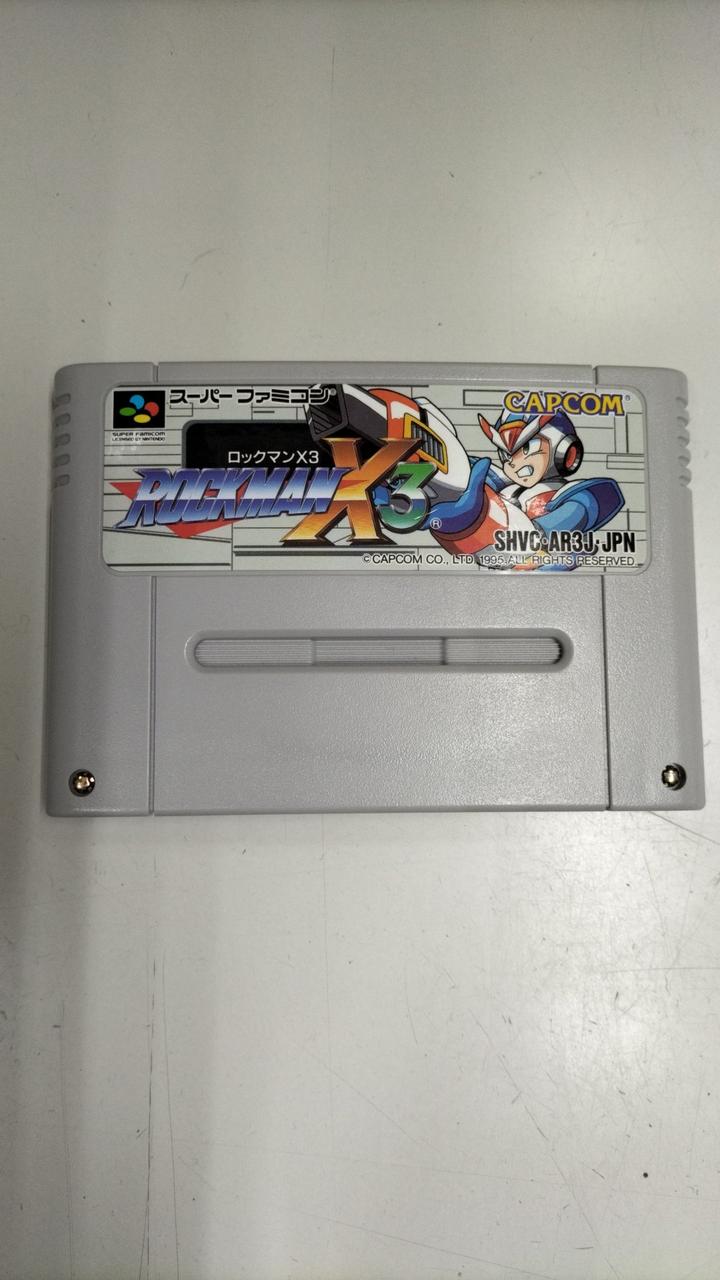 スーパーファミコン®
CAPCOM®
SUPER FAMICOM
LICENSED BY NINTENDO
ロックマンX3
ROCKMAN X3®
SHVC-AR3J-JPN
©CAPCOM CO., LTD. 1995 ALL RIGHTS RESERVED.